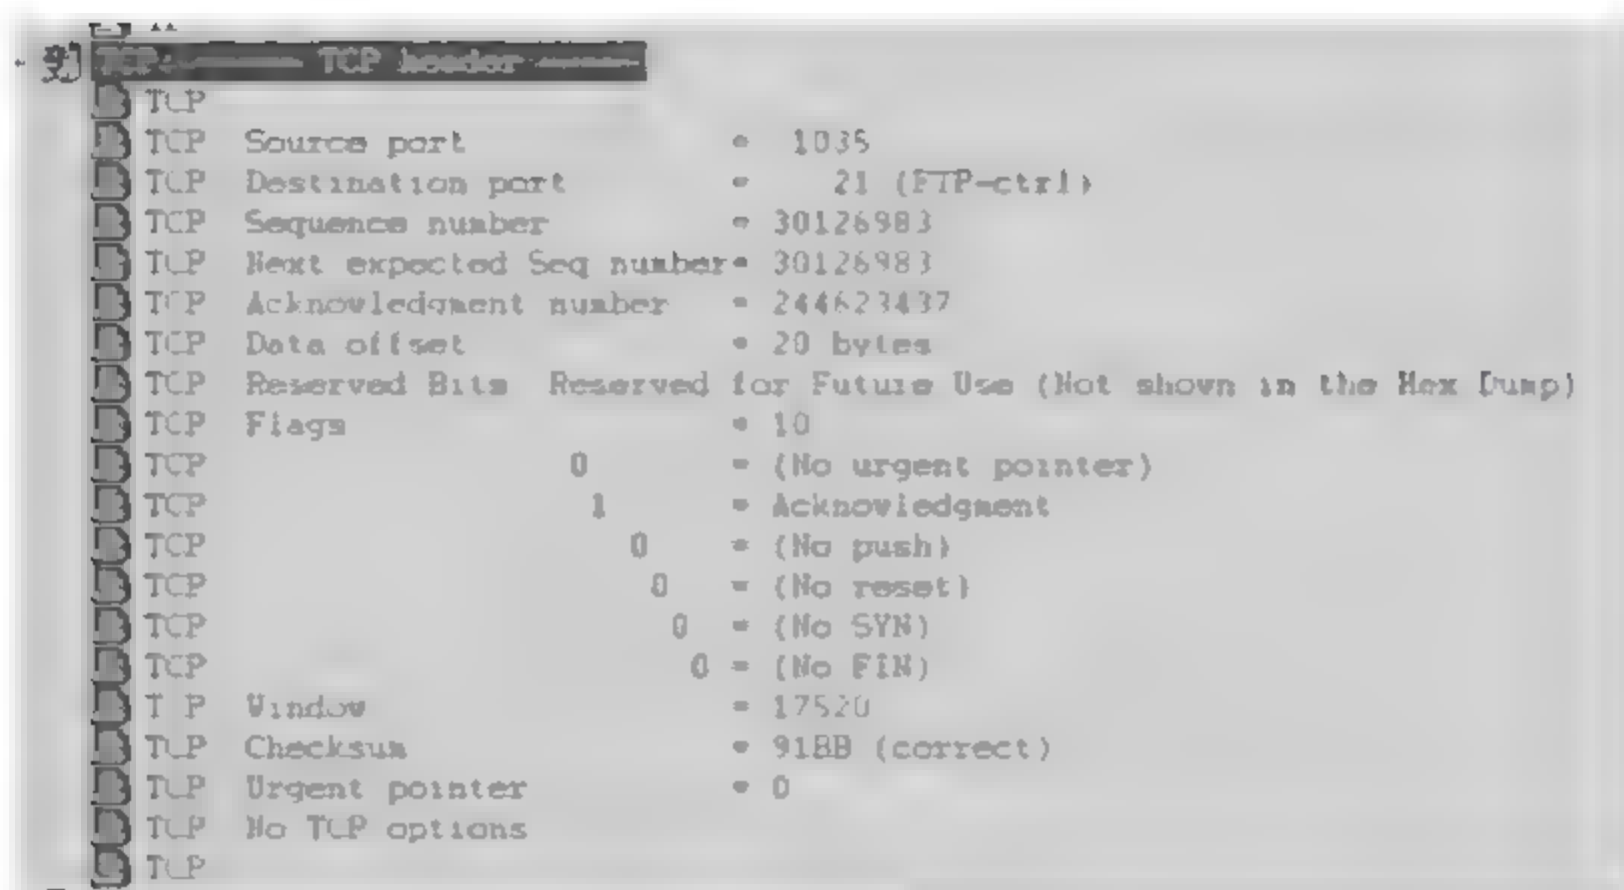 TCP: TCP header
TCP
TCP Source port = 1035
TCP Destination port = 21 (FTP-ctrl)
TCP Sequence number = 30126983
TCP Next expected Seq number= 30126983
TCP Acknowledgment number = 244623437
TCP Data offset = 20 bytes
TCP Reserved Bits Reserved for Future Use (Not shown in the Hex Dump)
TCP Flags = 10
TCP 0 = (No urgent pointer)
TCP 1 = Acknowledgment
TCP 0 = (No push)
TCP 0 = (No reset)
TCP 0 = (No SYN)
TCP 0 = (No FIN)
TCP Window = 17520
TCP Checksum = 91BB (correct)
TCP Urgent pointer = 0
TCP No TCP options
TCP